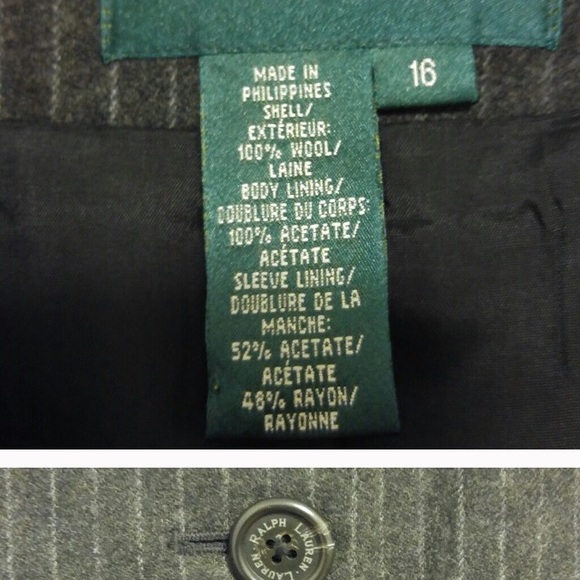 16
MADE IN
PHILIPPINES
SHELL/
EXTÉRIEUR:
100% WOOL/
LAINE
BODY LINING/
DOUBLURE DU CORPS:
100% ACETATE/
ACÉTATE
SLEEVE LINING/
DOUBLURE DE LA
MANCHE:
52% ACETATE/
ACÉTATE
48% RAYON/
RAYONNE
RALPH LAUREN · LAUREN ·